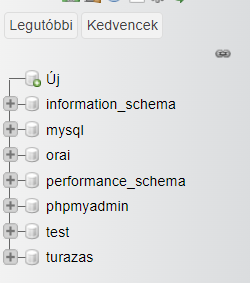 Legutóbbi Kedvencek
Új
information_schema
mysql
orai
performance_schema
phpmyadmin
test
turazas